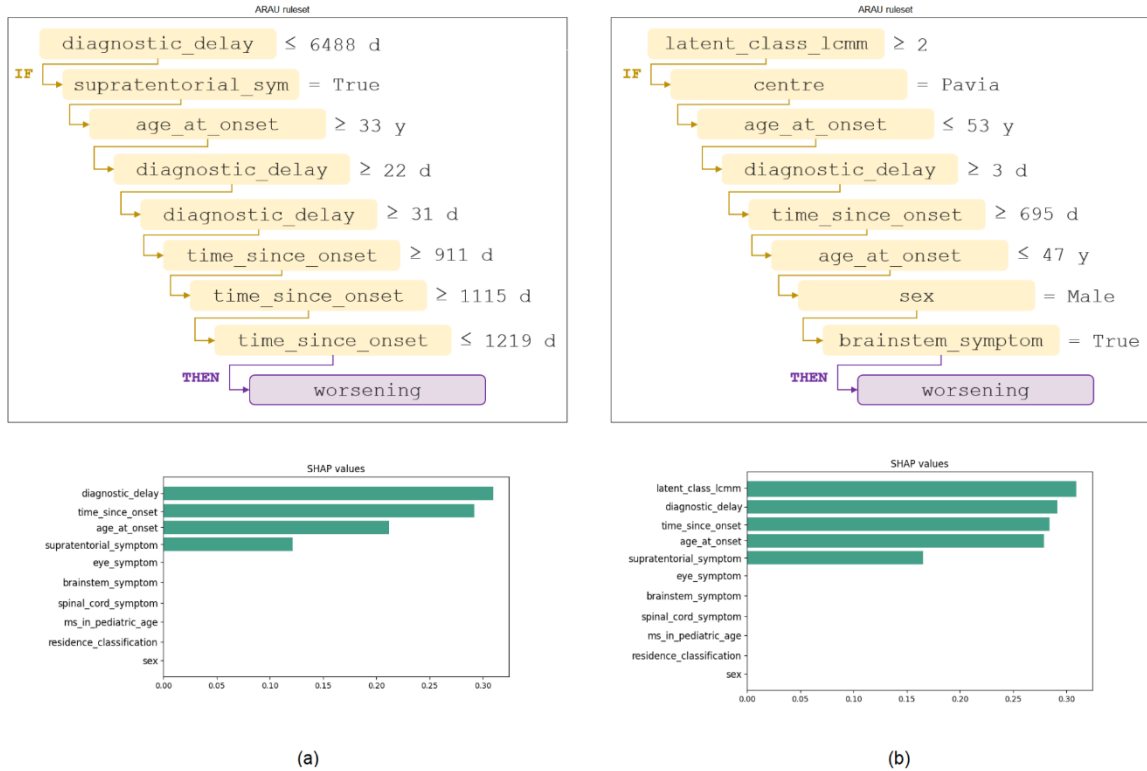 ARAU ruleset
diagnostic_delay ≤ 6488 d
IF
supratentorial_sym = True
age_at_onset ≥ 33 y
diagnostic_delay ≥ 22 d
diagnostic_delay ≥ 31 d
time_since_onset ≥ 911 d
time_since_onset ≥ 1115 d
time_since_onset ≤ 1219 d
THEN
worsening
SHAP values
diagnostic_delay
time_since_onset
age_at_onset
supratentorial_symptom
eye_symptom
brainstem_symptom
spinal_cord_symptom
ms_in_pediatric_age
residence_classification
sex
0.00 0.05 0.10 0.15 0.20 0.25 0.30
(a)
ARAU ruleset
latent_class_lcmm ≥ 2
IF
centre = Pavia
age_at_onset ≤ 53 y
diagnostic_delay ≥ 3 d
time_since_onset ≥ 695 d
age_at_onset ≤ 47 y
sex = Male
brainstem_symptom = True
THEN
worsening
SHAP values
latent_class_lcmm
diagnostic_delay
time_since_onset
age_at_onset
supratentorial_symptom
eye_symptom
brainstem_symptom
spinal_cord_symptom
ms_in_pediatric_age
residence_classification
sex
0.00 0.05 0.10 0.15 0.20 0.25 0.30
(b)